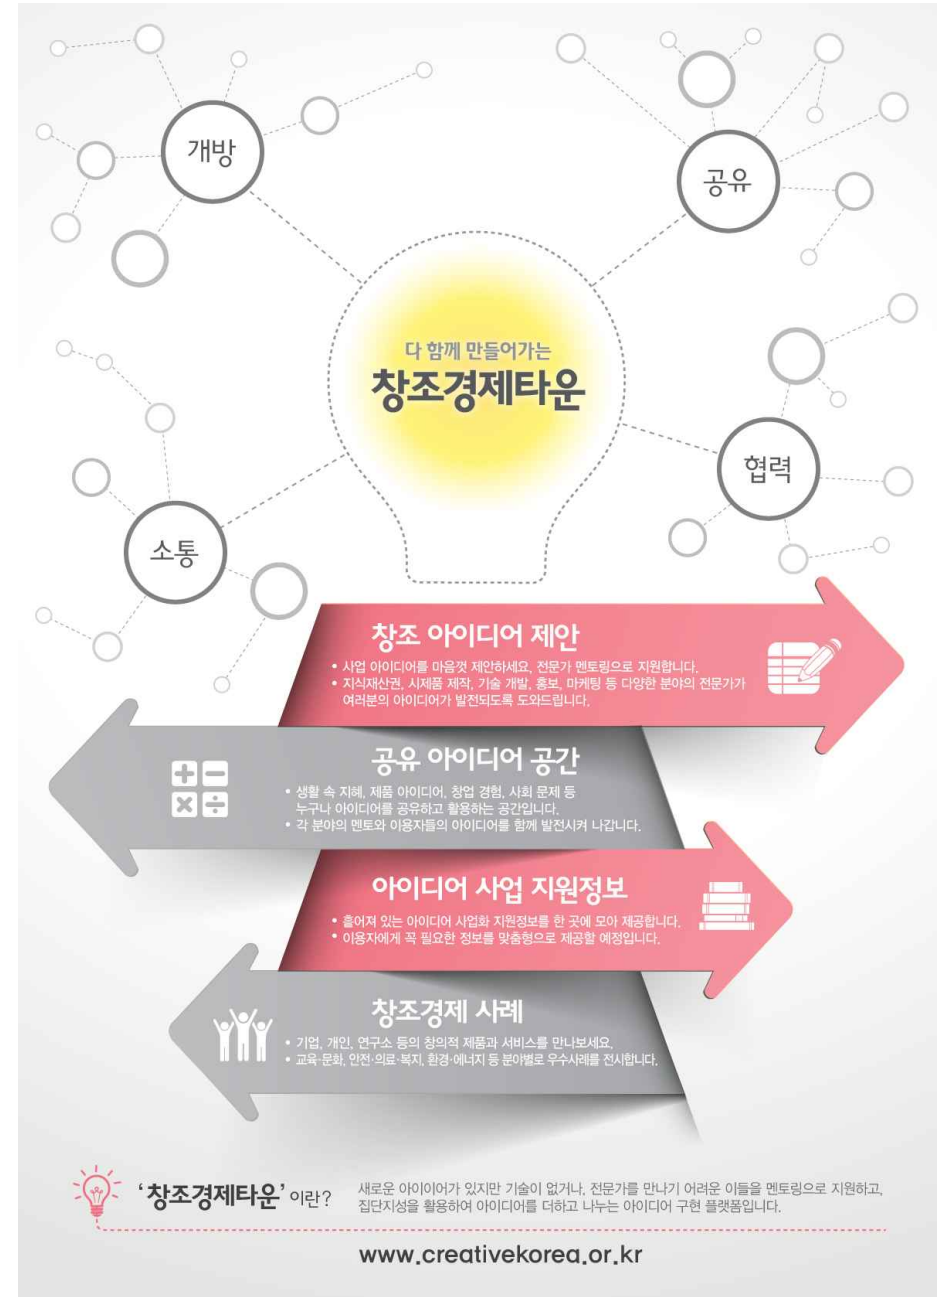 개방
공유
다 함께 만들어가는
창조경제타운
협력
소통
창조 아이디어 제안
• 사업 아이디어를 마음껏 제안하세요, 전문가 멘토링으로 지원합니다.
• 지식재산권, 시제품 제작, 기술 개발, 홍보, 마케팅 등 다양한 분야의 전문가가
여러분의 아이디어가 발전되도록 도와드립니다.
공유 아이디어 공간
• 생활 속 지혜, 제품 아이디어, 창업 경험, 사회 문제 등
누구나 아이디어를 공유하고 활용하는 공간입니다.
• 각 분야의 멘토와 이용자들의 아이디어를 함께 발전시켜 나갑니다.
아이디어 사업 지원정보
• 흩어져 있는 아이디어 사업화 지원정보를 한 곳에 모아 제공합니다.
• 이용자에게 꼭 필요한 정보를 맞춤형으로 제공할 예정입니다.
창조경제 사례
• 기업, 개인, 연구소 등의 창의적 제품과 서비스를 만나보세요.
• 교육·문화, 안전·의료·복지, 환경·에너지 등 분야별로 우수사례를 전시합니다.
‘창조경제타운’이란?
새로운 아이이어가 있지만 기술이 없거나, 전문가를 만나기 어려운 이들을 멘토링으로 지원하고,
집단지성을 활용하여 아이디어를 더하고 나누는 아이디어 구현 플랫폼입니다.
www.creativekorea.or.kr